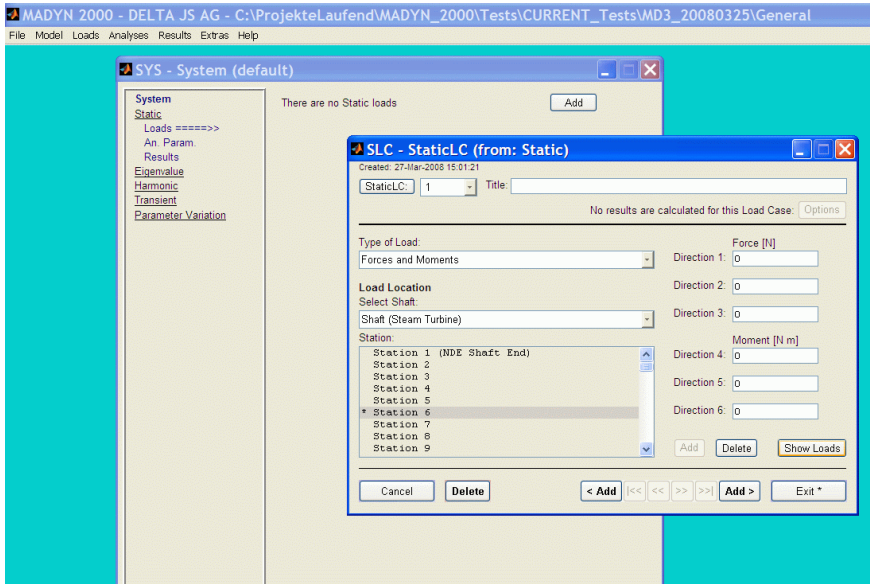 MADYN 2000 - DELTA JS AG - C:\ProjekteLaufend\MADYN_2000\Tests\CURRENT_Tests\MD3_20080325\General
File Model Loads Analyses Results Extras Help
SYS - System (default)
System
Static
Loads =====>>
An. Param.
Results
Eigenvalue
Harmonic
Transient
Parameter Variation
There are no Static loads
Add
SLC - StaticLC (from: Static)
Created: 27-Mar-2008 15:01:21
StaticLC: 1 Title:
No results are calculated for this Load Case: Options
Type of Load:
Forces and Moments
Load Location
Select Shaft:
Shaft (Steam Turbine)
Station:
Station 1 (NDE Shaft End)
Station 2
Station 3
Station 4
Station 5
* Station 6
Station 7
Station 8
Station 9
Force [N]
Direction 1: 0
Direction 2: 0
Direction 3: 0
Moment [N m]
Direction 4: 0
Direction 5: 0
Direction 6: 0
Add Delete Show Loads
Cancel Delete < Add |<< << >> >>| Add > Exit *